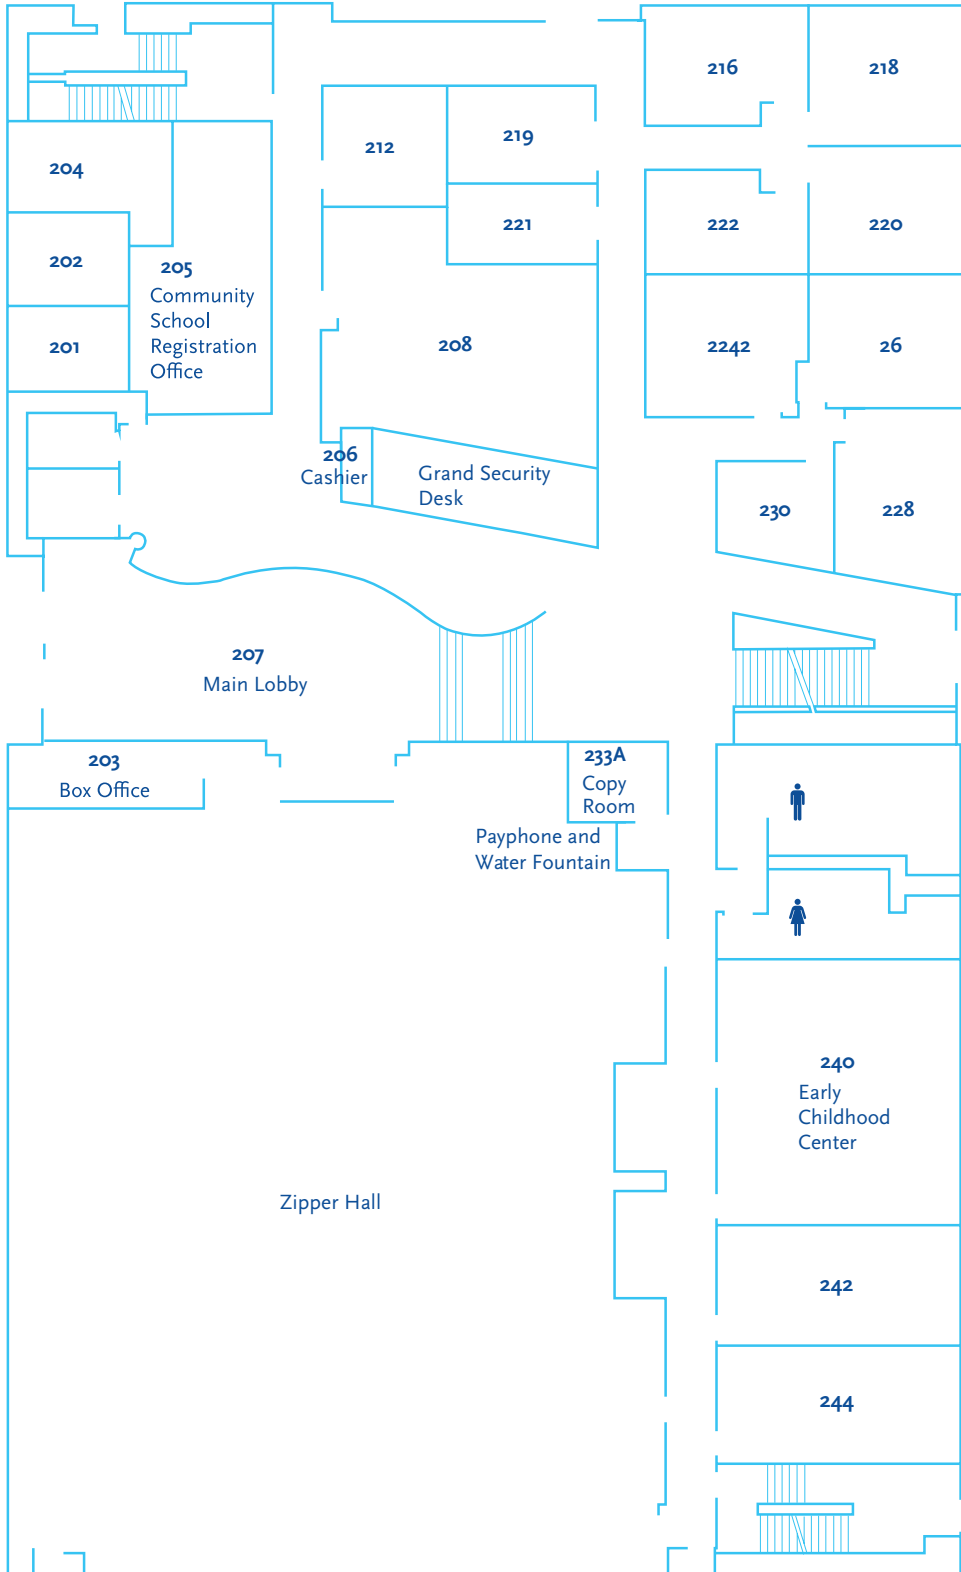 216
218
219
212
204
221
222
220
202
205
Community
School
Registration
Office
201
208
2242
26
206
Cashier
Grand Security
Desk
230
228
207
Main Lobby
203
Box Office
233A
Copy
Room
Payphone and
Water Fountain
240
Early
Childhood
Center
Zipper Hall
242
244